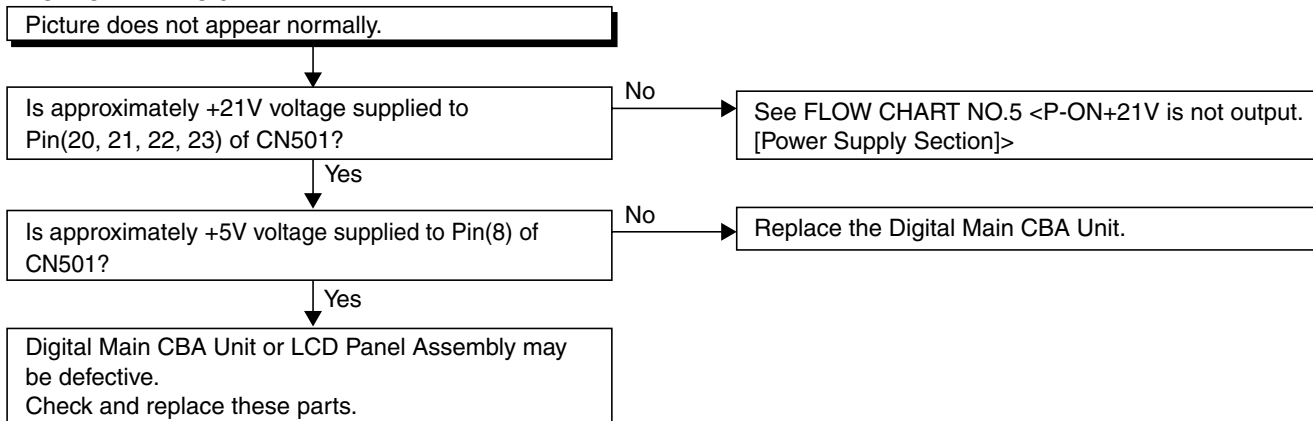 Picture does not appear normally.
Is approximately +21V voltage supplied to
Pin(20, 21, 22, 23) of CN501?
No
See FLOW CHART NO.5 <P-ON+21V is not output.
[Power Supply Section]>
Yes
Is approximately +5V voltage supplied to Pin(8) of
CN501?
No
Replace the Digital Main CBA Unit.
Yes
Digital Main CBA Unit or LCD Panel Assembly may
be defective.
Check and replace these parts.